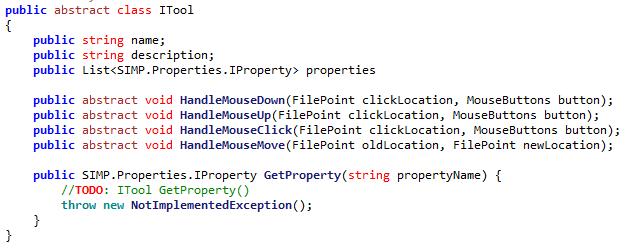 public abstract class ITool
{
    public string name;
    public string description;
    public List<SIMP.Properties.IProperty> properties

    public abstract void HandleMouseDown(FilePoint clickLocation, MouseButtons button);
    public abstract void HandleMouseUp(FilePoint clickLocation, MouseButtons button);
    public abstract void HandleMouseClick(FilePoint clickLocation, MouseButtons button);
    public abstract void HandleMouseMove(FilePoint oldLocation, FilePoint newLocation);

    public SIMP.Properties.IProperty GetProperty(string propertyName) {
        //TODO: ITool GetProperty()
        throw new NotImplementedException();
    }
}